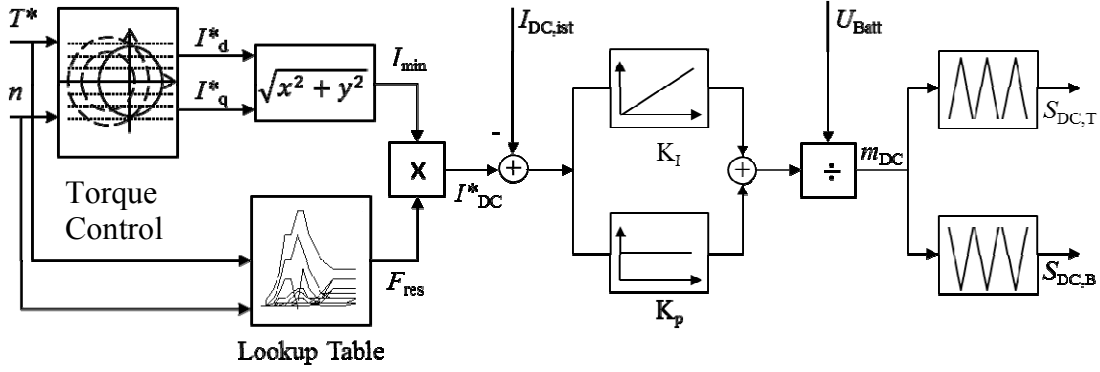 T*
n
I*d
I*q
√x² + y²
Imin
IDC,ist
-
+
UBatt
KI
+
÷
mDC
SDC,T
X
I*DC
Torque
Control
Fres
Kp
SDC,B
Lookup Table